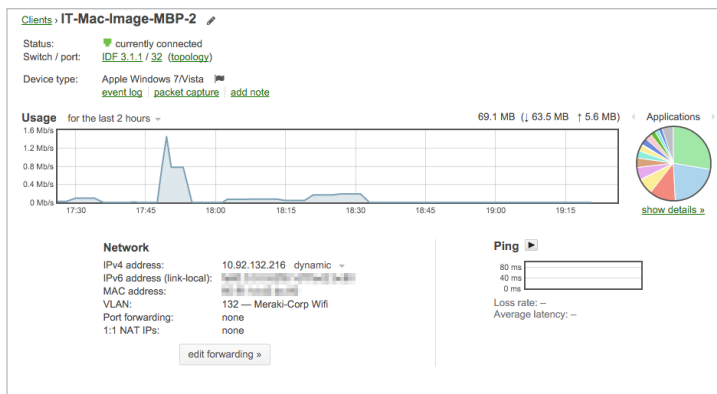 Clients › IT-Mac-Image-MBP-2
Status: currently connected
Switch / port: IDF 3.1.1 / 32 (topology)
Device type: Apple Windows 7/Vista
event log packet capture add note
Usage for the last 2 hours 69.1 MB (↓ 63.5 MB ↑ 5.6 MB) Applications
1.6 Mb/s
1.2 Mb/s
0.8 Mb/s
0.4 Mb/s
0 Mb/s
17:30 17:45 18:00 18:15 18:30 18:45 19:00 19:15
show details »
Network
IPv4 address: 10.92.132.216 dynamic
IPv6 address (link-local):
MAC address:
VLAN: 132 — Meraki-Corp Wifi
Port forwarding: none
1:1 NAT IPs: none
edit forwarding »
Ping
80 ms
40 ms
0 ms
Loss rate: –
Average latency: –